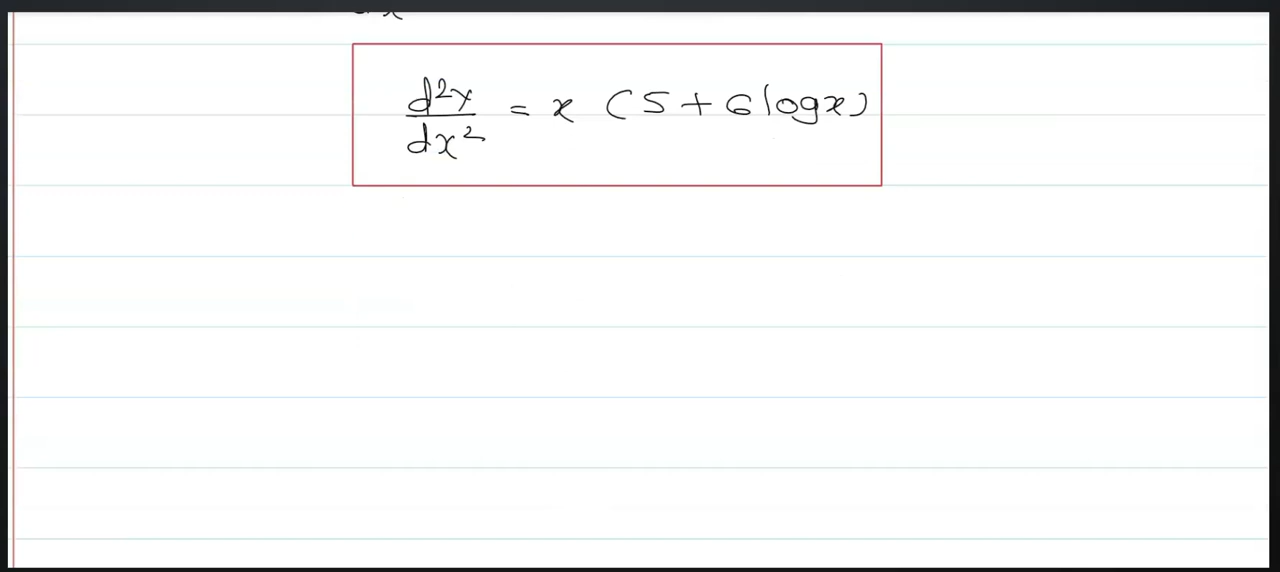 d²y/dx² = x (5 + 6 log x)